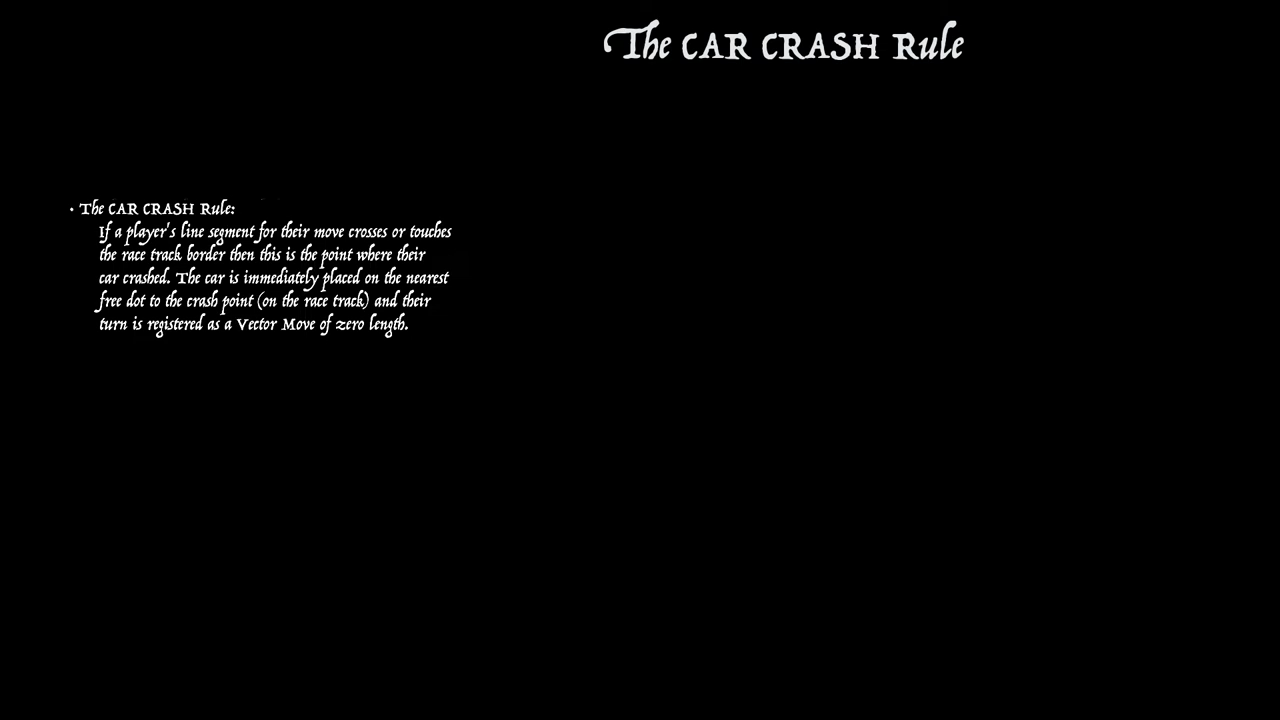 The CAR CRASH Rule
• The CAR CRASH Rule:
If a player's line segment for their move crosses or touches
the race track border then this is the point where their
car crashed. The car is immediately placed on the nearest
free dot to the crash point (on the race track) and their
turn is registered as a Vector Move of zero length.